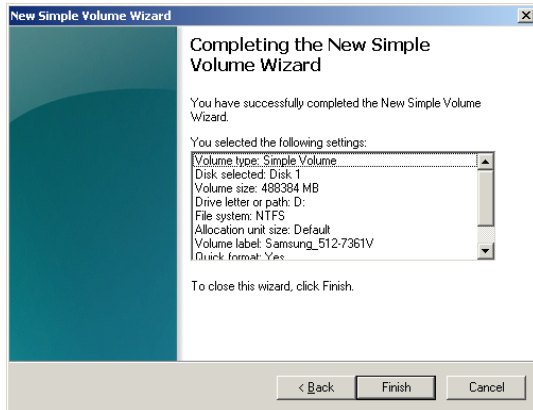 New Simple Volume Wizard
Completing the New Simple
Volume Wizard
You have successfully completed the New Simple Volume
Wizard.
You selected the following settings:
Volume type: Simple Volume
Disk selected: Disk 1
Volume size: 488384 MB
Drive letter or path: D:
File system: NTFS
Allocation unit size: Default
Volume label: Samsung_512-7361V
Quick format: Yes
To close this wizard, click Finish.
< Back
Finish
Cancel